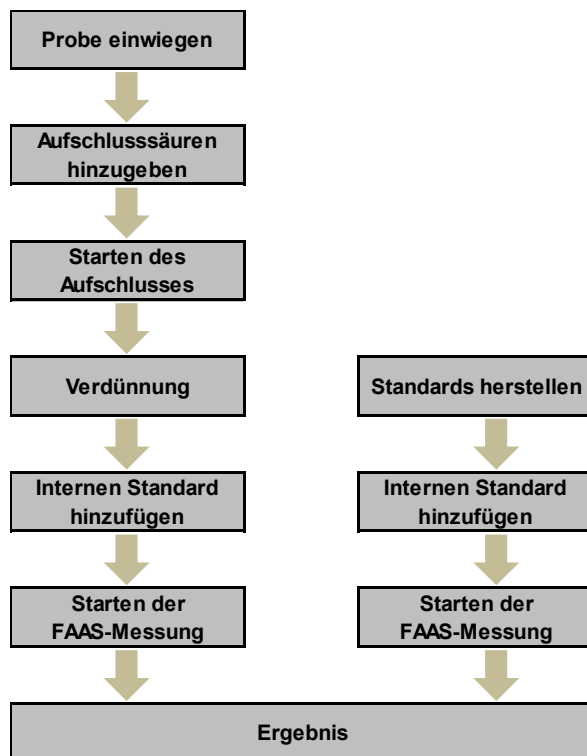 Probe einwiegen
Aufschlusssäuren
hinzugeben
Starten des
Aufschlusses
Verdünnung
Standards herstellen
Internen Standard
hinzufügen
Internen Standard
hinzufügen
Starten der
FAAS-Messung
Starten der
FAAS-Messung
Ergebnis